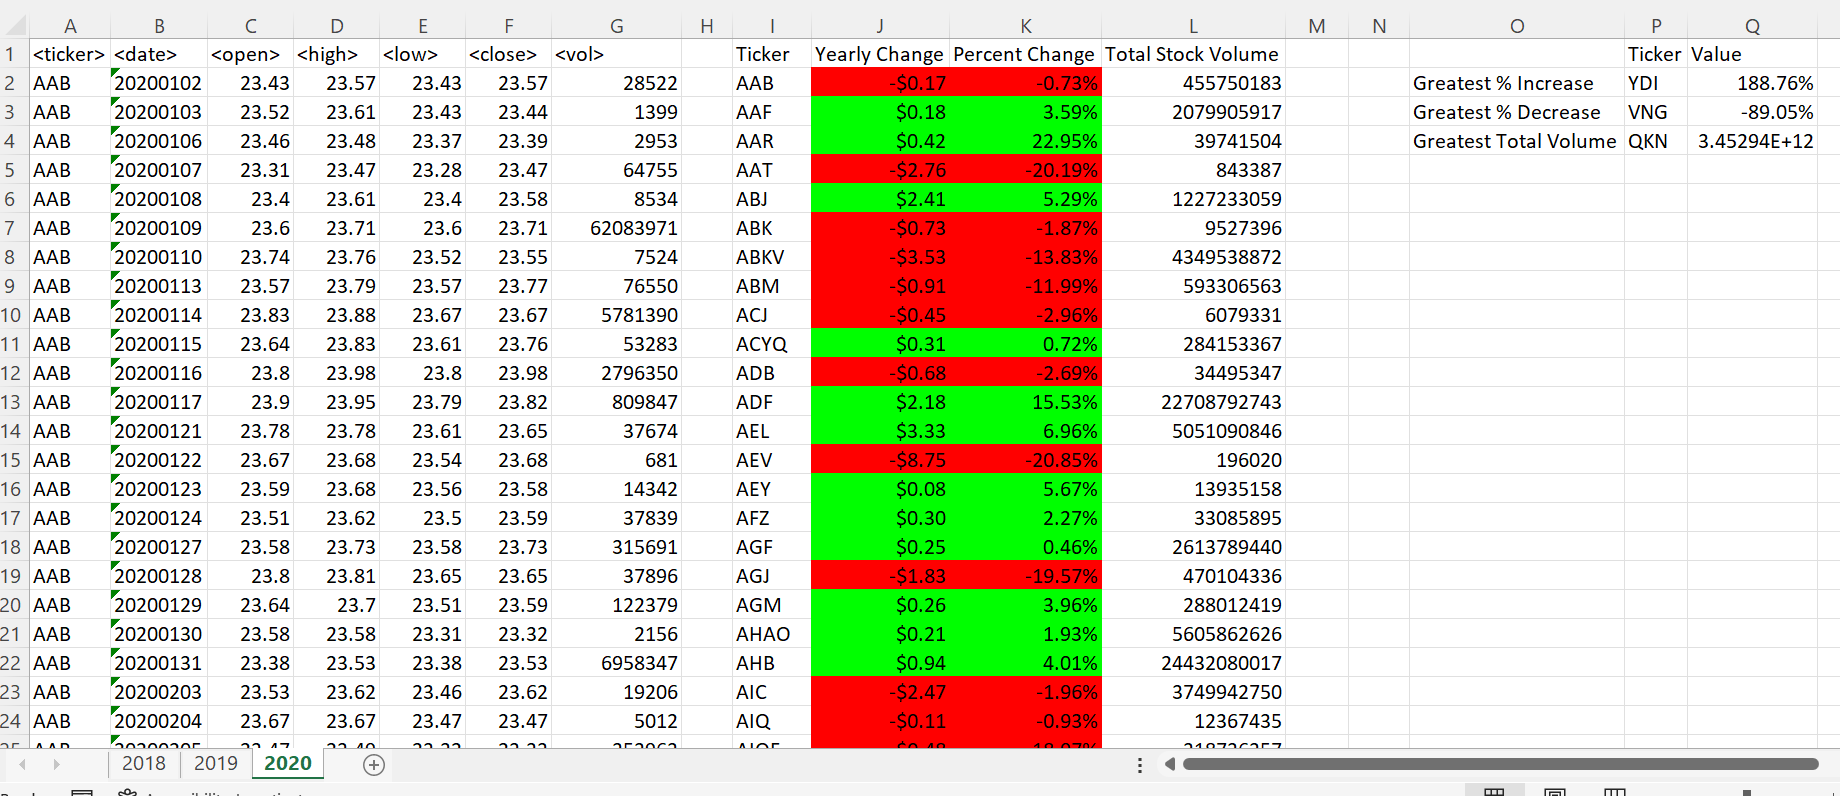 A B C D E F G H I J K L M N O P Q
1 <ticker> <date> <open> <high> <low> <close> <vol> Ticker Yearly Change Percent Change Total Stock Volume Ticker Value
2 AAB 20200102 23.43 23.57 23.43 23.57 28522 AAB -$0.17 -0.73% 455750183 Greatest % Increase YDI 188.76%
3 AAB 20200103 23.52 23.61 23.43 23.44 1399 AAF $0.18 3.59% 2079905917 Greatest % Decrease VNG -89.05%
4 AAB 20200106 23.46 23.48 23.37 23.39 2953 AAR $0.42 22.95% 39741504 Greatest Total Volume QKN 3.45294E+12
5 AAB 20200107 23.31 23.47 23.28 23.47 64755 AAT -$2.76 -20.19% 843387
6 AAB 20200108 23.4 23.61 23.4 23.58 8534 ABJ $2.41 5.29% 1227233059
7 AAB 20200109 23.6 23.71 23.6 23.71 62083971 ABK -$0.73 -1.87% 9527396
8 AAB 20200110 23.74 23.76 23.52 23.55 7524 ABKV -$3.53 -13.83% 4349538872
9 AAB 20200113 23.57 23.79 23.57 23.77 76550 ABM -$0.91 -11.99% 593306563
10 AAB 20200114 23.83 23.88 23.67 23.67 5781390 ACJ -$0.45 -2.96% 6079331
11 AAB 20200115 23.64 23.83 23.61 23.76 53283 ACYQ $0.31 0.72% 284153367
12 AAB 20200116 23.8 23.98 23.8 23.98 2796350 ADB -$0.68 -2.69% 34495347
13 AAB 20200117 23.9 23.95 23.79 23.82 809847 ADF $2.18 15.53% 22708792743
14 AAB 20200121 23.78 23.78 23.61 23.65 37674 AEL $3.33 6.96% 5051090846
15 AAB 20200122 23.67 23.68 23.54 23.68 681 AEV -$8.75 -20.85% 196020
16 AAB 20200123 23.59 23.68 23.56 23.58 14342 AEY $0.08 5.67% 13935158
17 AAB 20200124 23.51 23.62 23.5 23.59 37839 AFZ $0.30 2.27% 33085895
18 AAB 20200127 23.58 23.73 23.58 23.73 315691 AGF $0.25 0.46% 2613789440
19 AAB 20200128 23.8 23.81 23.65 23.65 37896 AGJ -$1.83 -19.57% 470104336
20 AAB 20200129 23.64 23.7 23.51 23.59 122379 AGM $0.26 3.96% 288012419
21 AAB 20200130 23.58 23.58 23.31 23.32 2156 AHAO $0.21 1.93% 5605862626
22 AAB 20200131 23.38 23.53 23.38 23.53 6958347 AHB $0.94 4.01% 24432080017
23 AAB 20200203 23.53 23.62 23.46 23.62 19206 AIC -$2.47 -1.96% 3749942750
24 AAB 20200204 23.67 23.67 23.47 23.47 5012 AIQ -$0.11 -0.93% 12367435
2018 2019 2020